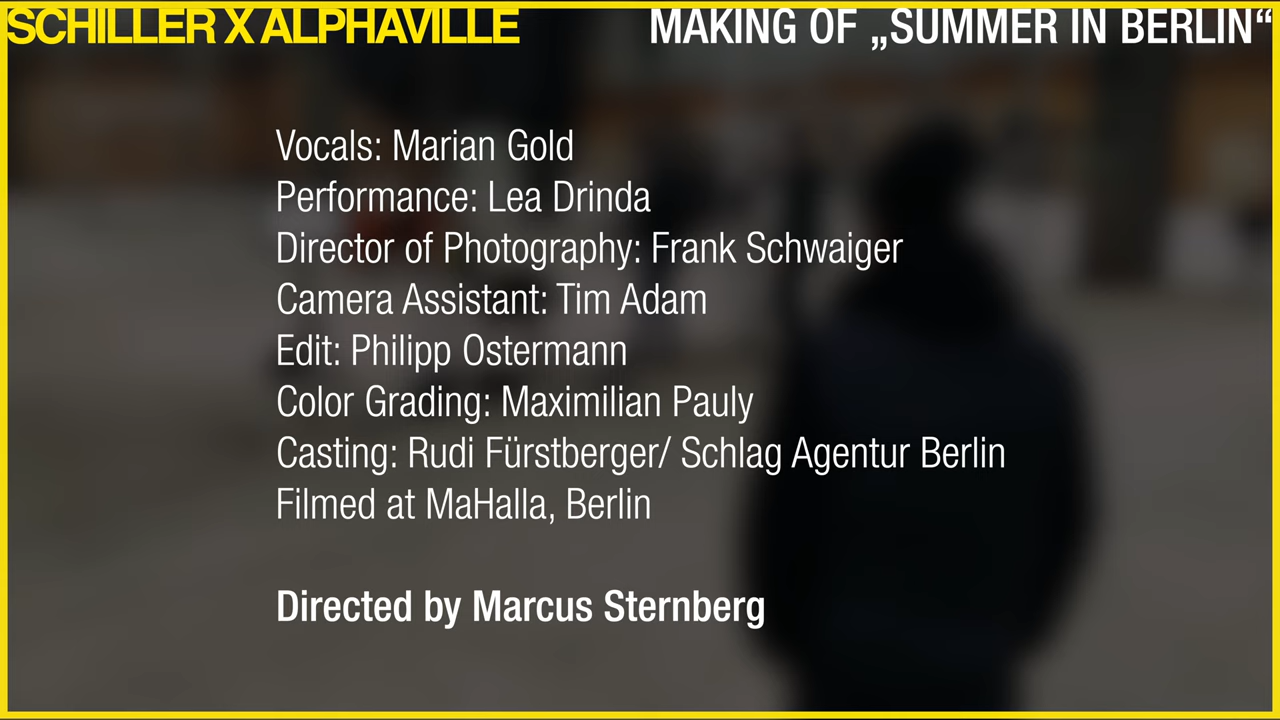 SCHILLER X ALPHAVILLE
MAKING OF „SUMMER IN BERLIN“
Vocals: Marian Gold
Performance: Lea Drinda
Director of Photography: Frank Schwaiger
Camera Assistant: Tim Adam
Edit: Philipp Ostermann
Color Grading: Maximilian Pauly
Casting: Rudi Fürstberger/ Schlag Agentur Berlin
Filmed at MaHalla, Berlin
Directed by Marcus Sternberg